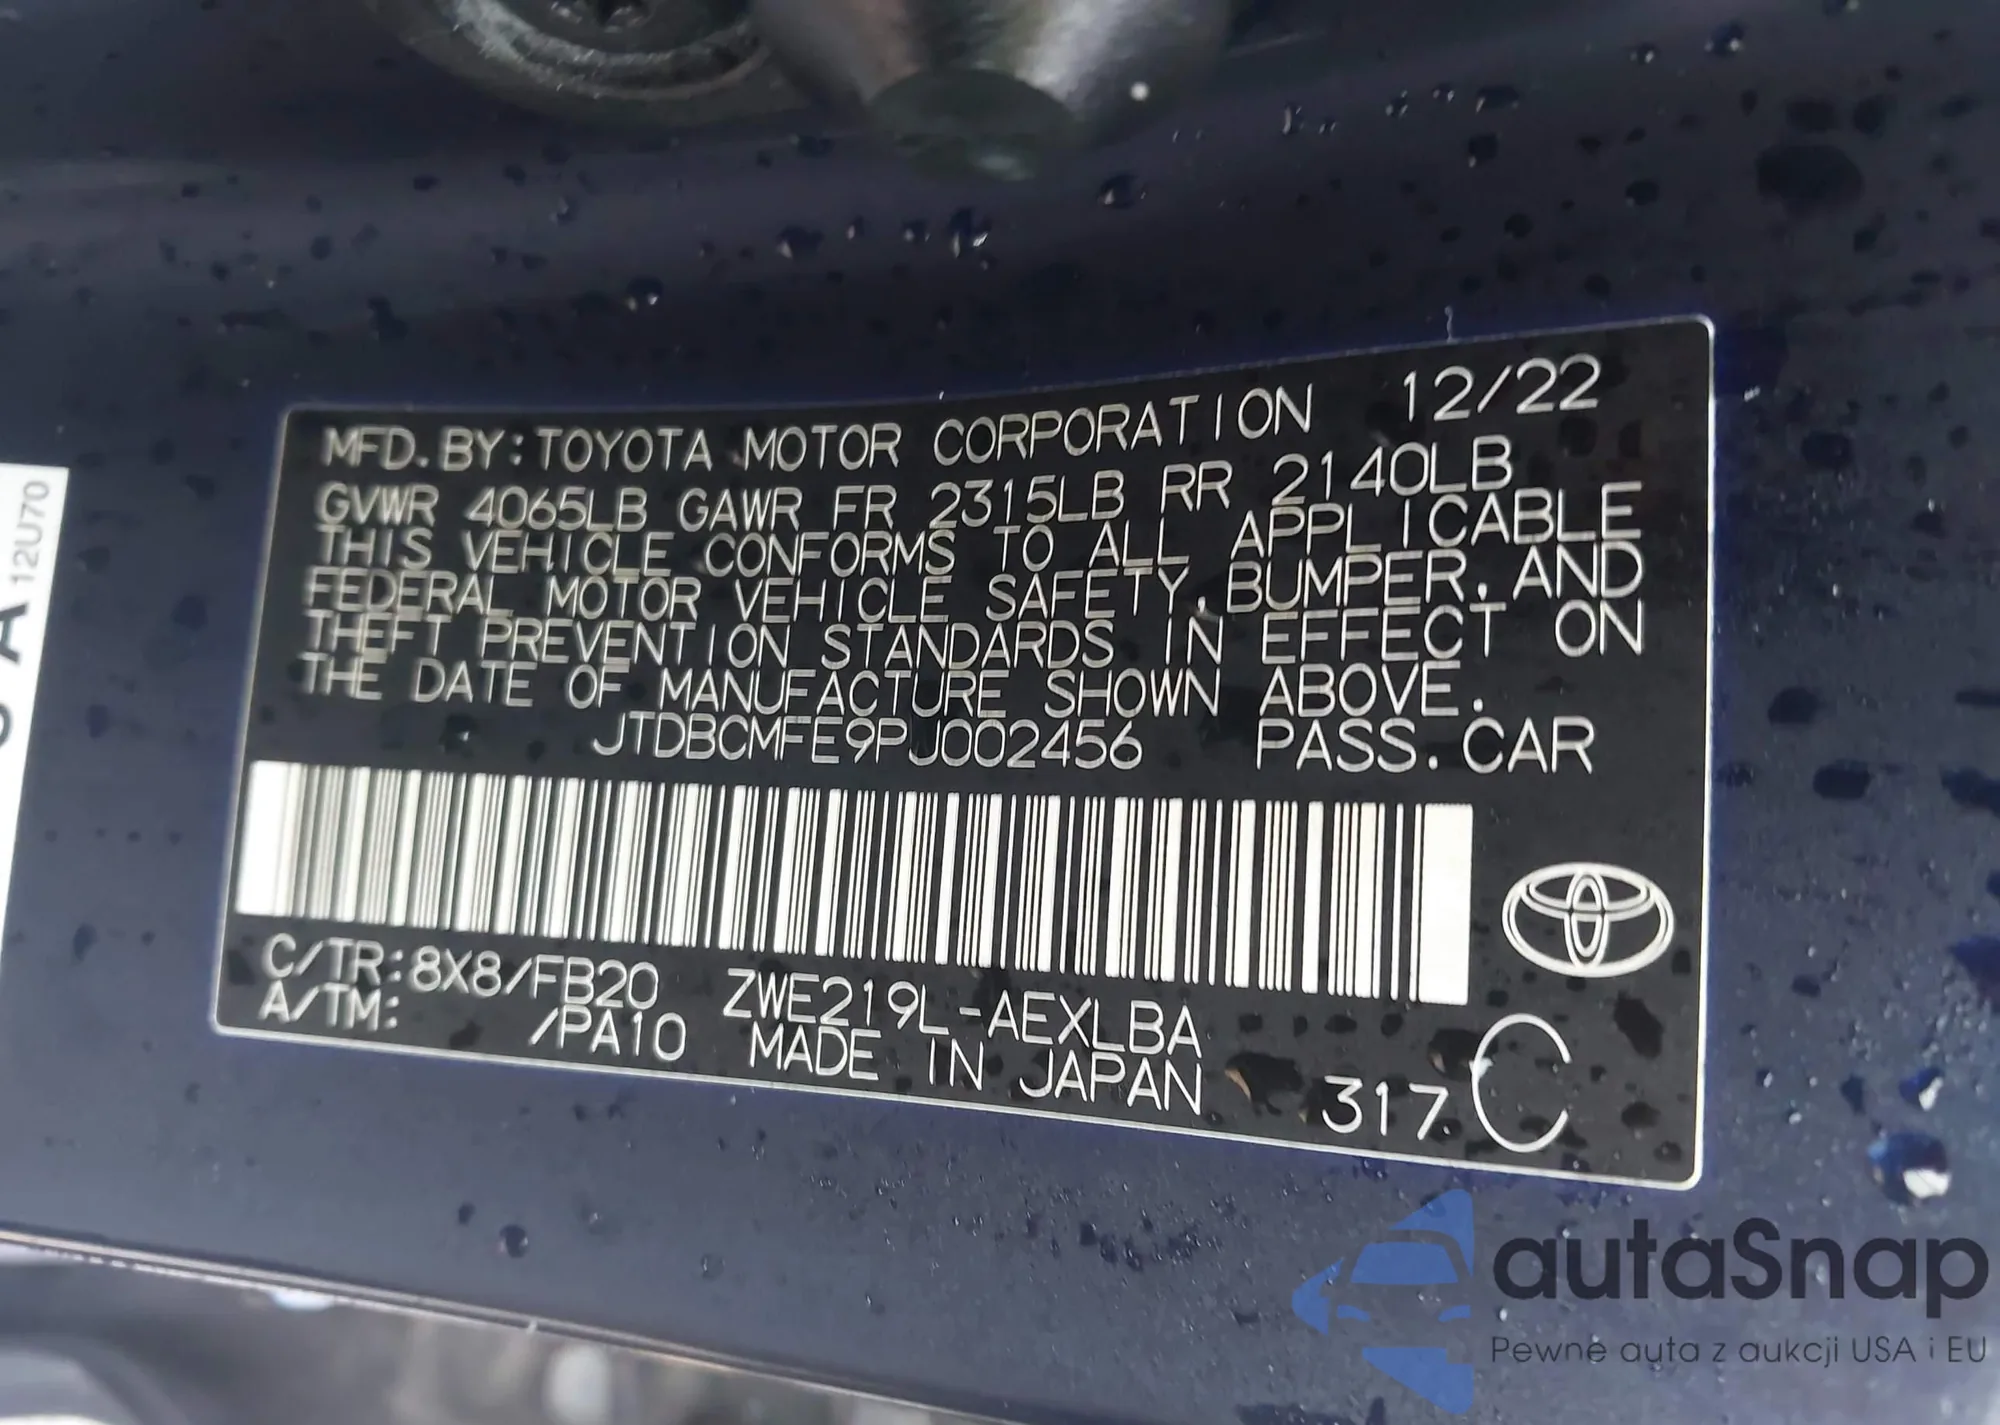 MFD. BY: TOYOTA MOTOR CORPORATION 12/22
GVWR 4065LB GAWR FR 2315LB RR 2140LB
THIS VEHICLE CONFORMS TO ALL APPLICABLE
FEDERAL MOTOR VEHICLE SAFETY, BUMPER, AND
THEFT PREVENTION STANDARDS IN EFFECT ON
THE DATE OF MANUFACTURE SHOWN ABOVE.
JTDBCMFE9PJ002456 PASS. CAR
C/TR: 8X8/FB20 ZWE219L-AEXLBA
A/TM: /PA10 MADE IN JAPAN
317 C
12U70
A
autaSnap
Pewne auta z aukcji USA i EU